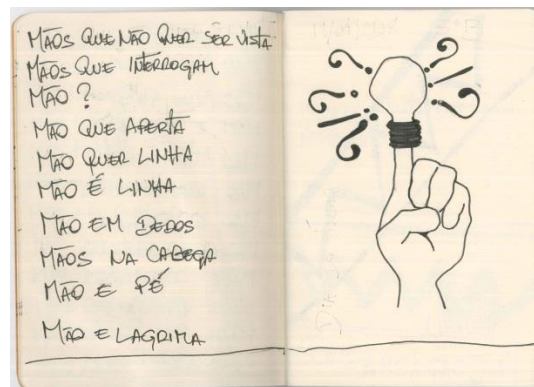 MÃOS QUE NÃO QUER SER VISTA
MÃOS QUE INTERROGAM
MÃO ?
MÃO QUE APERTA
MÃO QUER LINHA
MÃO É LINHA
MÃO EM DEDOS
MÃOS NA CABEÇA
MÃO E PÉ
MÃO E LAGRIMA